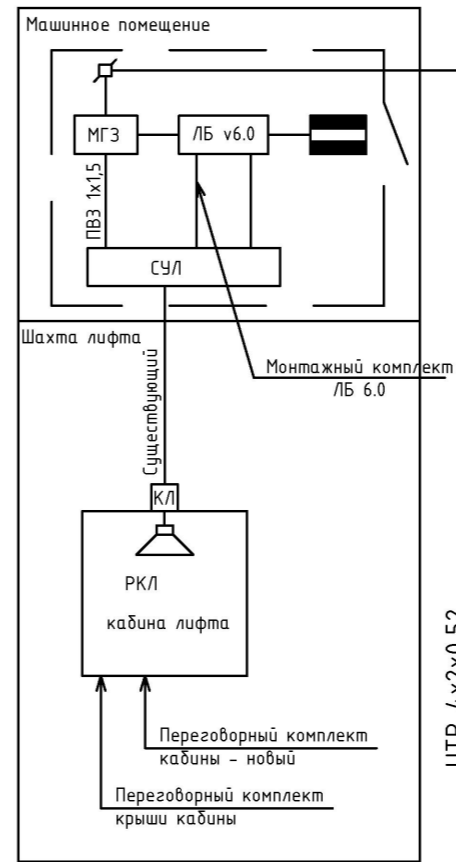 Машинное помещение
МГЗ
ЛБ v6.0
ПВЗ 1x1,5
СУЛ
Шахта лифта
Монтажный комплект
ЛБ 6.0
Существующий
КЛ
РКЛ
кабина лифта
UTP 4x2x0,52
Переговорный комплект
кабины - новый
Переговорный комплект
крыши кабины